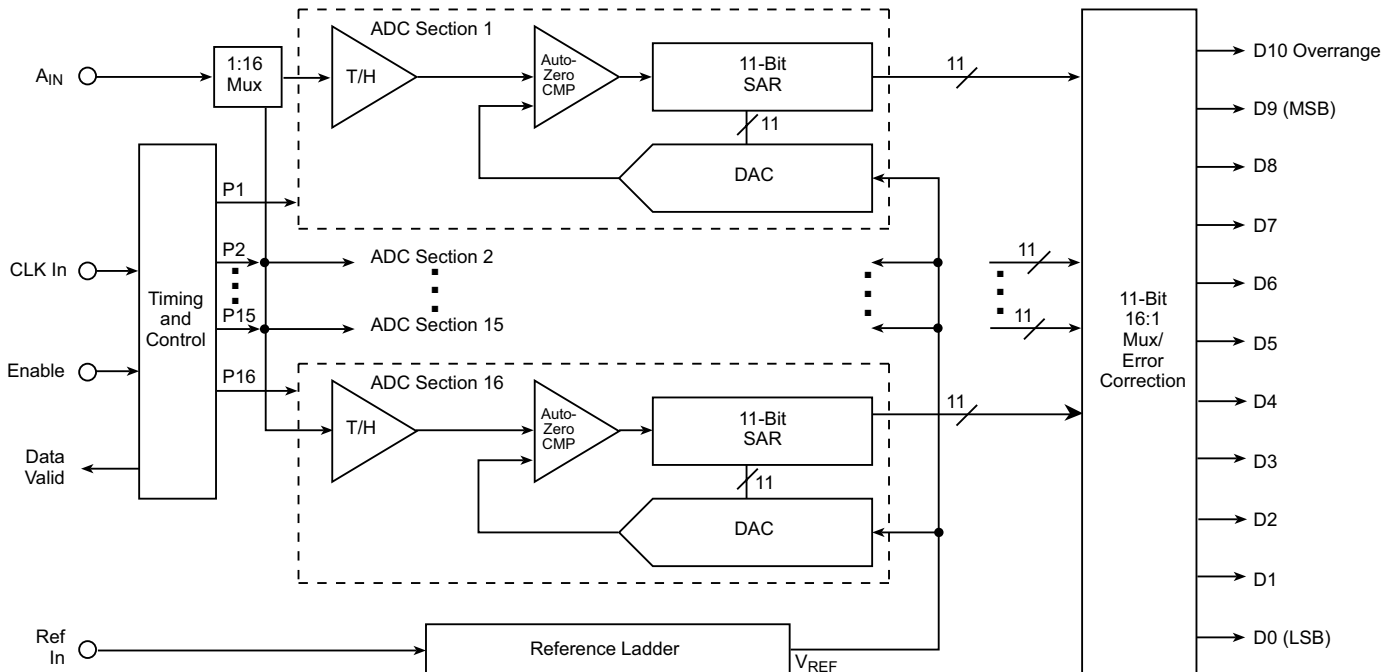 ADC Section 1
A_IN
1:16
Mux
T/H
Auto-
Zero
CMP
11-Bit
SAR
11
11
DAC
D10 Overrange
D9 (MSB)
D8
D7
D6
D5
D4
D3
D2
D1
D0 (LSB)
P1
P2
P15
P16
CLK In
Enable
Data
Valid
Timing
and
Control
ADC Section 2
ADC Section 15
11
11
11-Bit
16:1
Mux/
Error
Correction
ADC Section 16
T/H
Auto-
Zero
CMP
11-Bit
SAR
11
11
DAC
Ref
In
Reference Ladder
V_REF